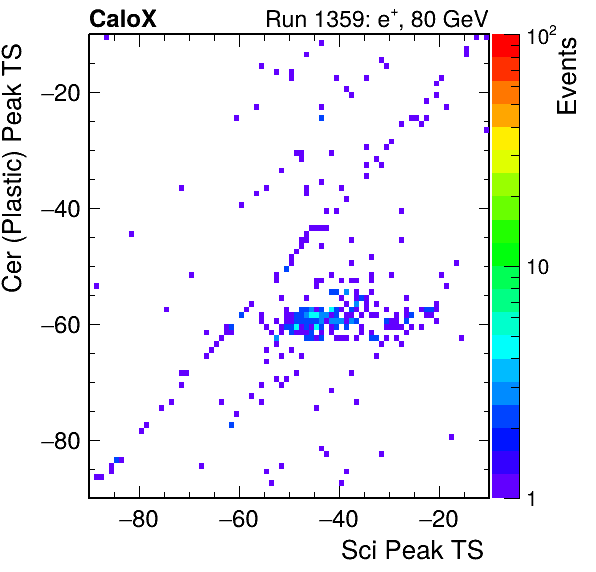 CaloX Run 1359: e⁺, 80 GeV
Cer (Plastic) Peak TS
−20
−40
−60
−80
−80 −60 −40 −20
Sci Peak TS
10²
10
1
Events